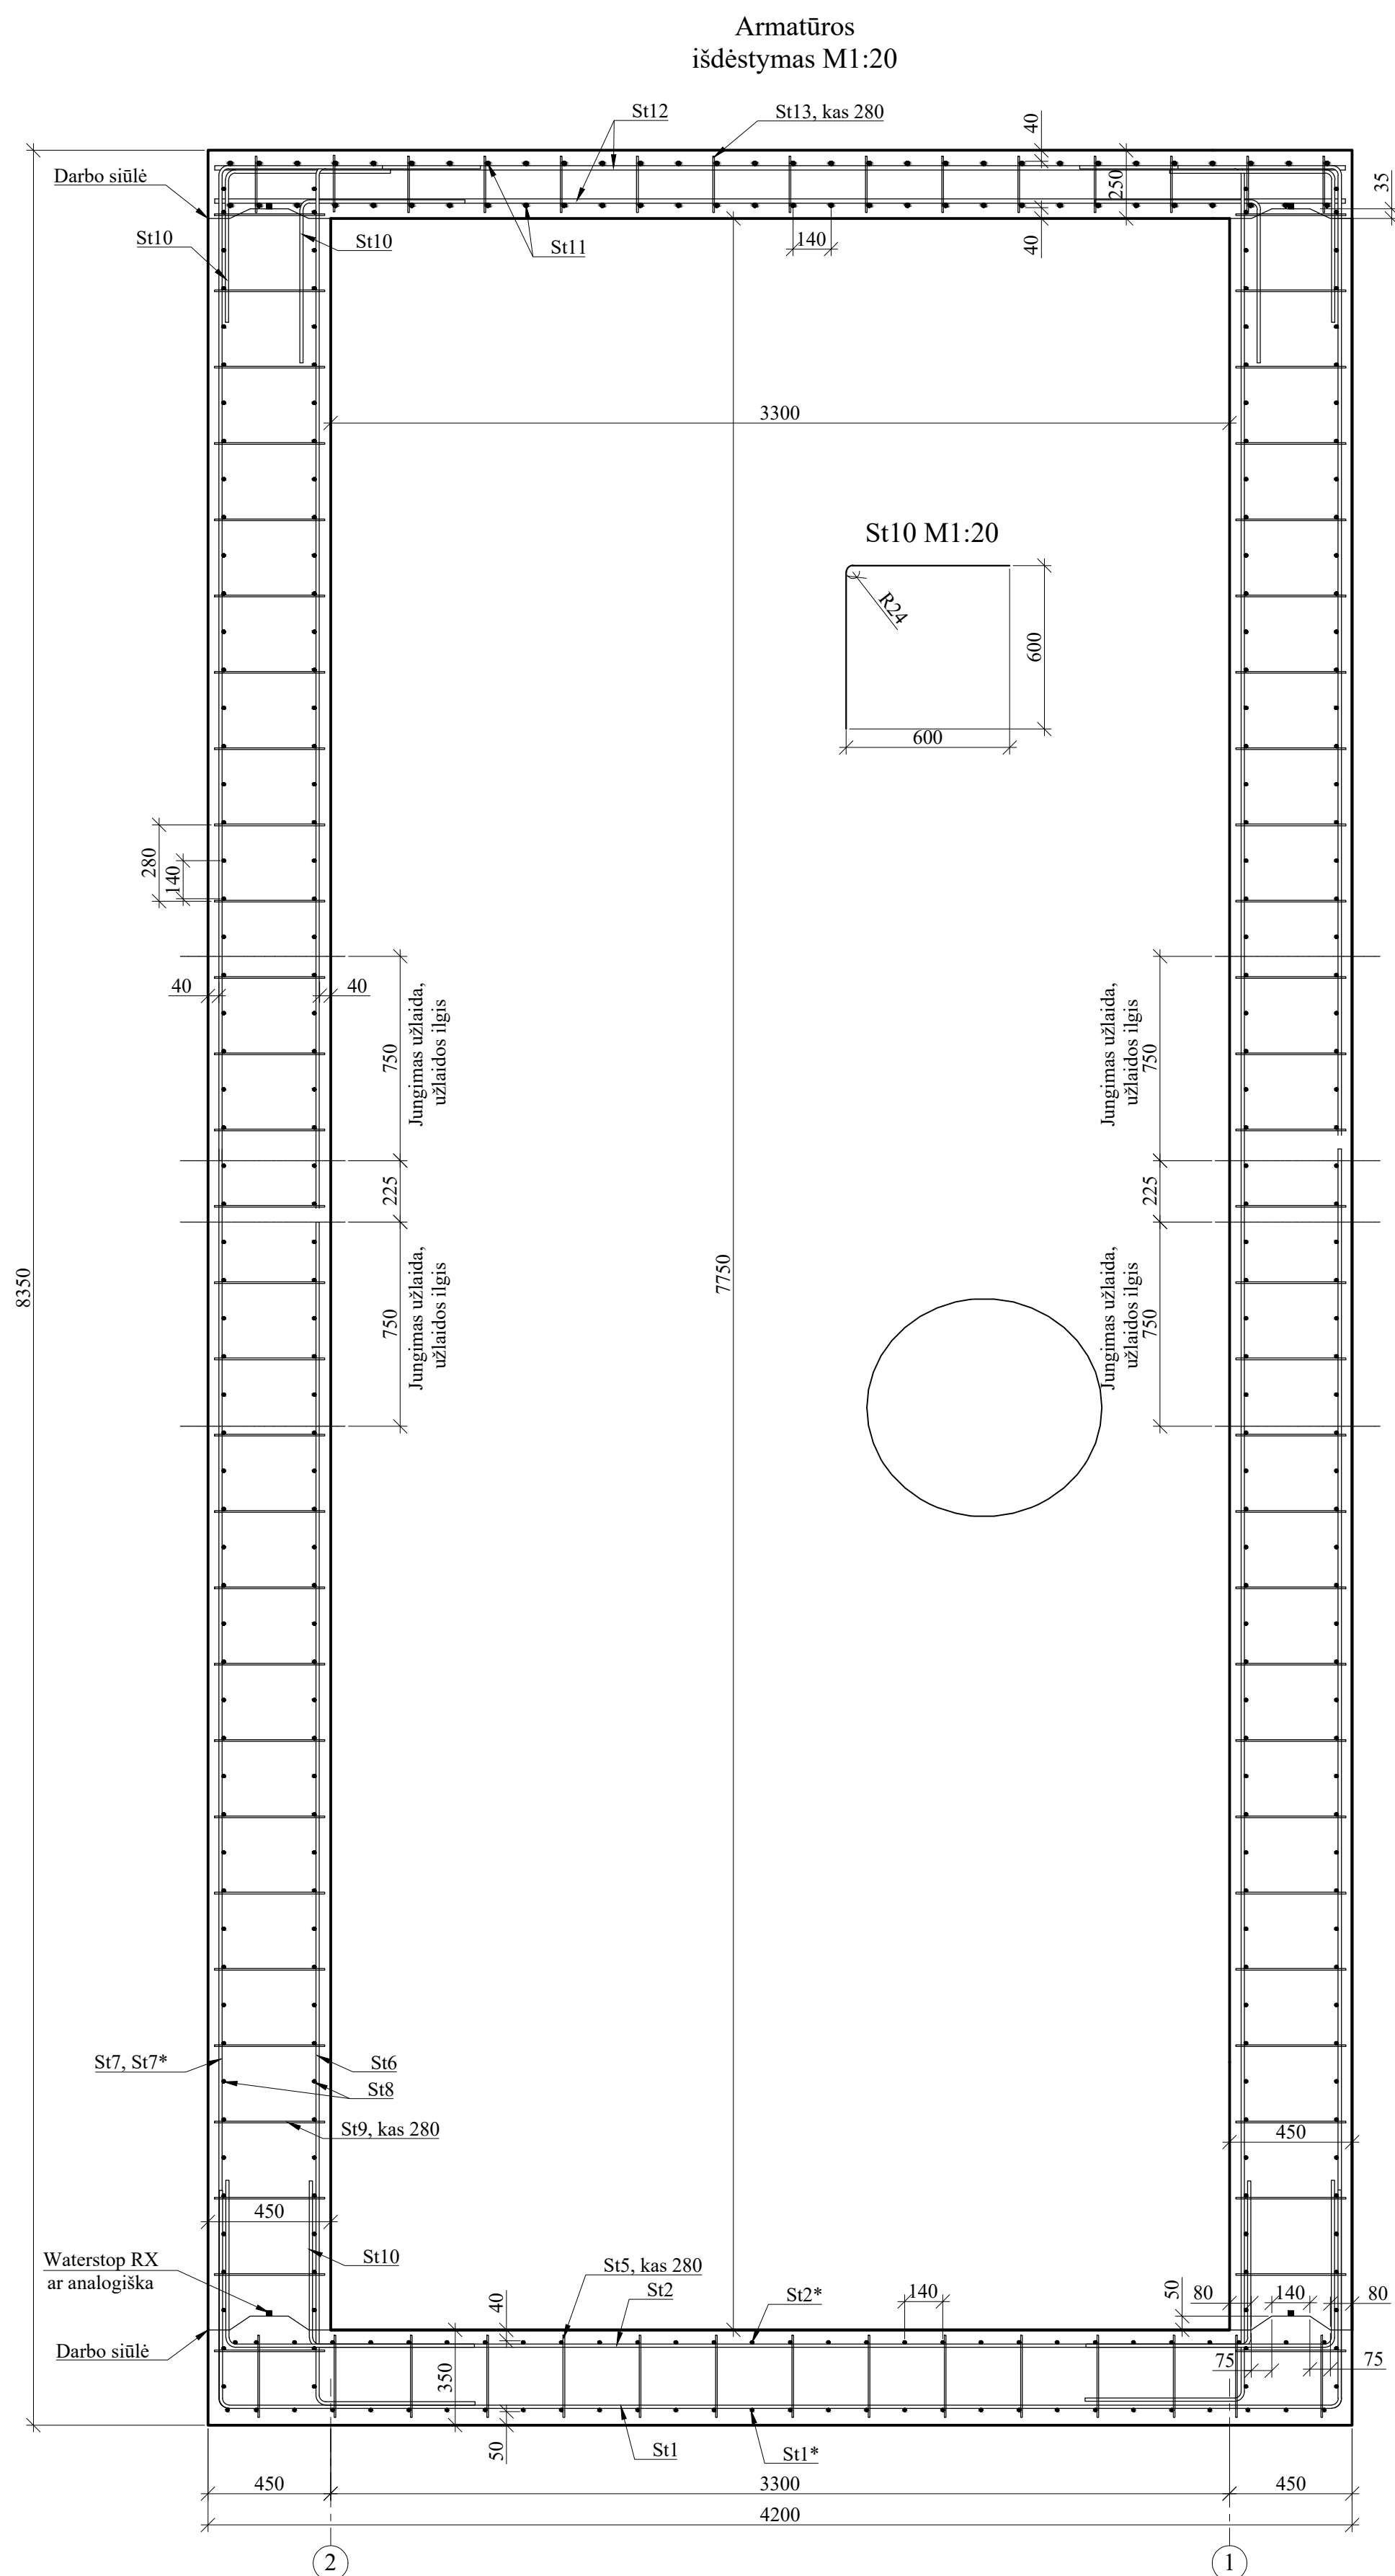 Armatūros
išdėstymas M1:20
St12
St13, kas 280
40
Darbo siūlė
250
35
St10
St10
St11
140
40
3300
St10 M1:20
R24
600
600
280
140
40
40
750
Jungimas užlaida,
užlaidos ilgis
Jungimas užlaida,
užlaidos ilgis
750
225
225
8350
7750
750
Jungimas užlaida,
užlaidos ilgis
Jungimas užlaida,
užlaidos ilgis
750
St7, St7*
St6
St8
St9, kas 280
450
450
Waterstop RX
ar analogiška
St10
St5, kas 280
St2
40
St2*
140
50
80
140
80
Darbo siūlė
350
75
75
50
St1
St1*
450
3300
450
4200
2
1